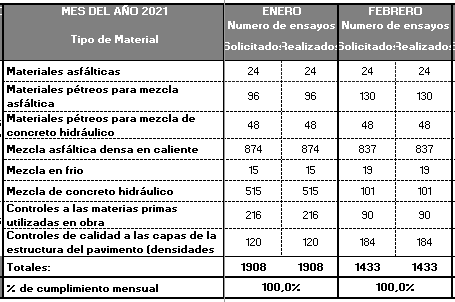 MES DEL AÑO 2021 ENERO FEBRERO
Tipo de Material Numero de ensayos Numero de ensayos
Solicitados Realizados Solicitados Realizados
Materiales asfálticas 24 24 24 24
Materiales pétreos para mezcla
asfáltica 96 96 130 130
Materiales pétreos para mezcla de
concreto hidráulico 48 48 48 48
Mezcla asfáltica densa en caliente 874 874 837 837
Mezcla en frio 15 15 19 19
Mezcla de concreto hidráulico 515 515 101 101
Controles a las materias primas
utilizadas en obra 216 216 90 90
Controles de calidad a las capas de la
estructura del pavimento (densidades 120 120 184 184
Totales: 1908 1908 1433 1433
% de cumplimiento mensual 100,0% 100,0%